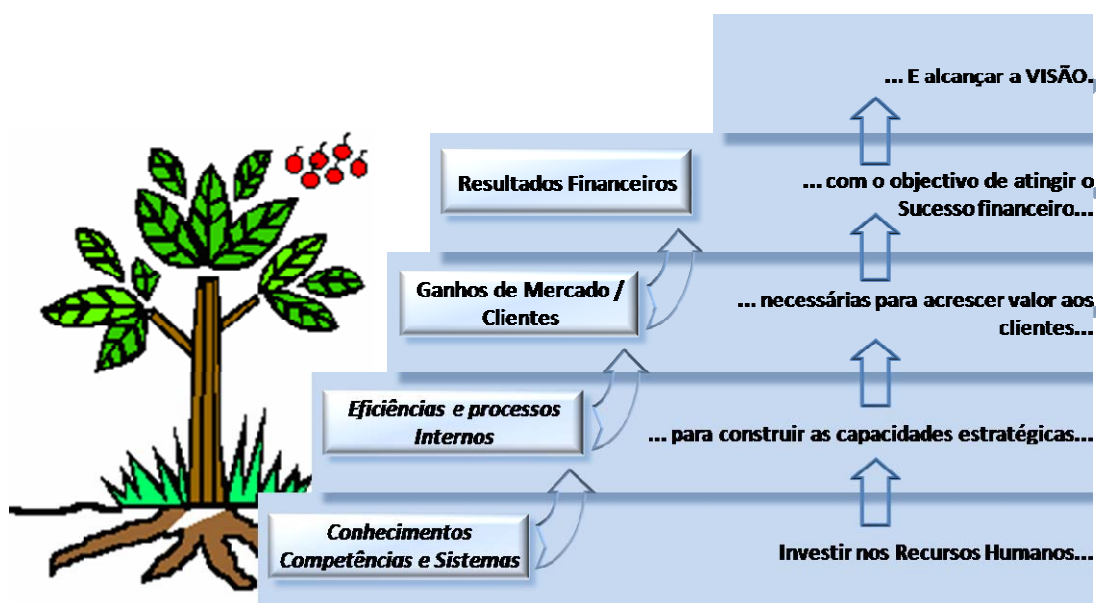 ... E alcançar a VISÃO.
Resultados Financeiros
... com o objectivo de atingir o
Sucesso financeiro...
Ganhos de Mercado /
Clientes
... necessárias para acrescer valor aos
clientes...
Eficiências e processos
Internos
... para construir as capacidades estratégicas...
Conhecimentos
Competências e Sistemas
Investir nos Recursos Humanos...